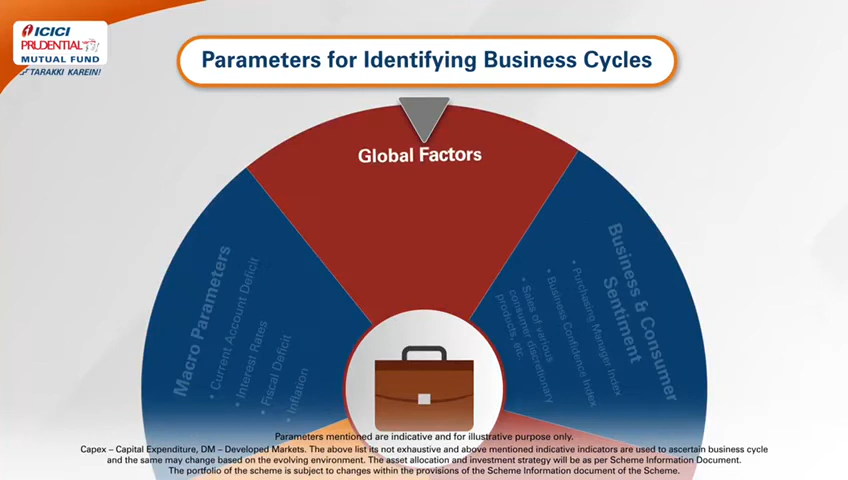 ICICI
PRUDENTIAL
MUTUAL FUND
TARAKKI KAREIN!
Parameters for Identifying Business Cycles
Global Factors
Macro Parameters
• Current Account Deficit
• Interest Rates
• Fiscal Deficit
• Inflation
Business & Consumer
Sentiment
• Purchasing Manager Index
• Business Confidence Index
• Sales of various
consumer discretionary
products, etc.
Parameters mentioned are indicative and for illustrative purpose only.
Capex – Capital Expenditure, DM – Developed Markets. The above list its not exhaustive and above mentioned indicative indicators are used to ascertain business cycle
and the same may change based on the evolving environment. The asset allocation and investment strategy will be as per Scheme Information Document.
The portfolio of the scheme is subject to changes within the provisions of the Scheme Information document of the Scheme.